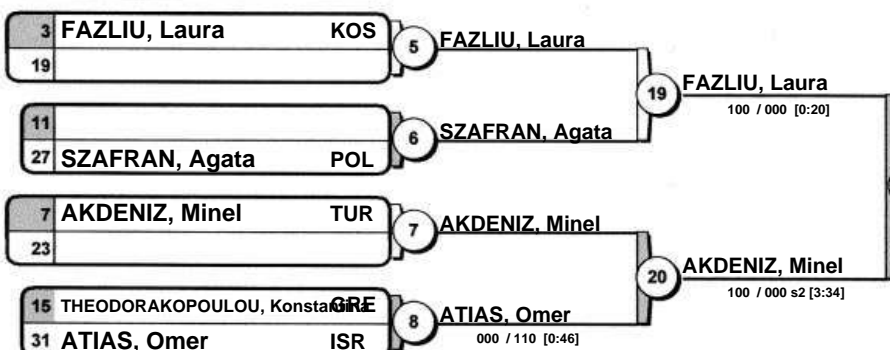 3 FAZLIU, Laura KOS
19
5 FAZLIU, Laura
11
27 SZAFRAN, Agata POL
6 SZAFRAN, Agata
19 FAZLIU, Laura
100 / 000 [0:20]
7 AKDENIZ, Minel TUR
23
7 AKDENIZ, Minel
15 THEODORAKOPOULOU, Konstantina GRE
31 ATIAS, Omer ISR
8 ATIAS, Omer
000 / 110 [0:46]
20 AKDENIZ, Minel
100 / 000 s2 [3:34]